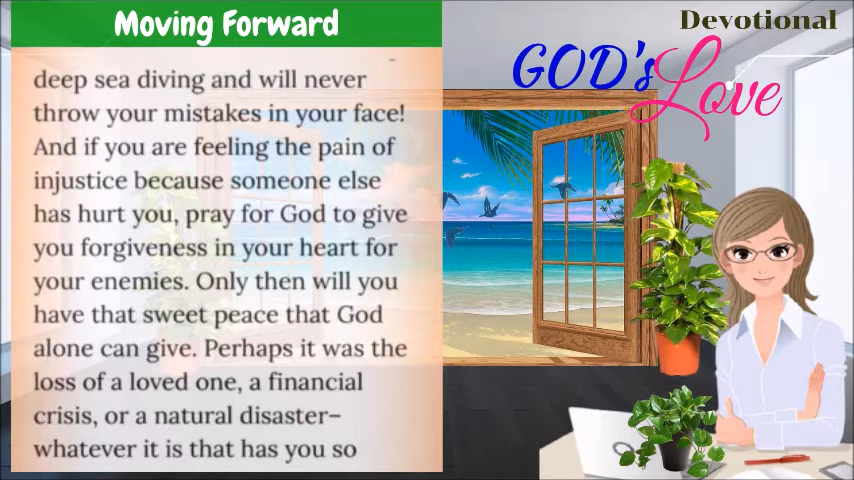 Moving Forward
deep sea diving and will never
throw your mistakes in your face!
And if you are feeling the pain of
injustice because someone else
has hurt you, pray for God to give
you forgiveness in your heart for
your enemies. Only then will you
have that sweet peace that God
alone can give. Perhaps it was the
loss of a loved one, a financial
crisis, or a natural disaster–
whatever it is that has you so
Devotional
GOD's
Love